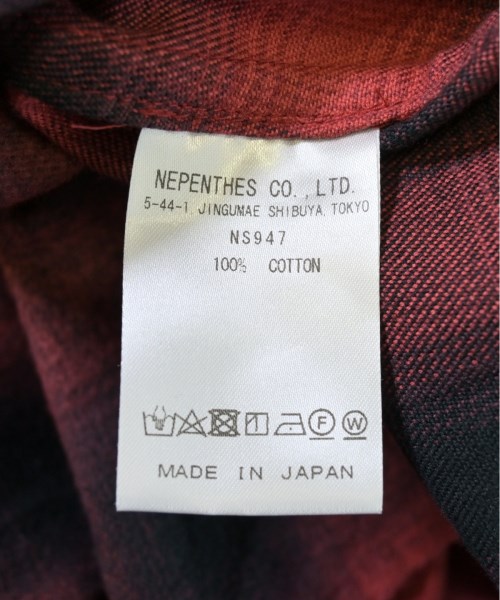 NEPENTHES CO.,LTD.
5-44-1, JINGUMAE SHIBUYA, TOKYO
NS947
100% COTTON
F W
MADE IN JAPAN